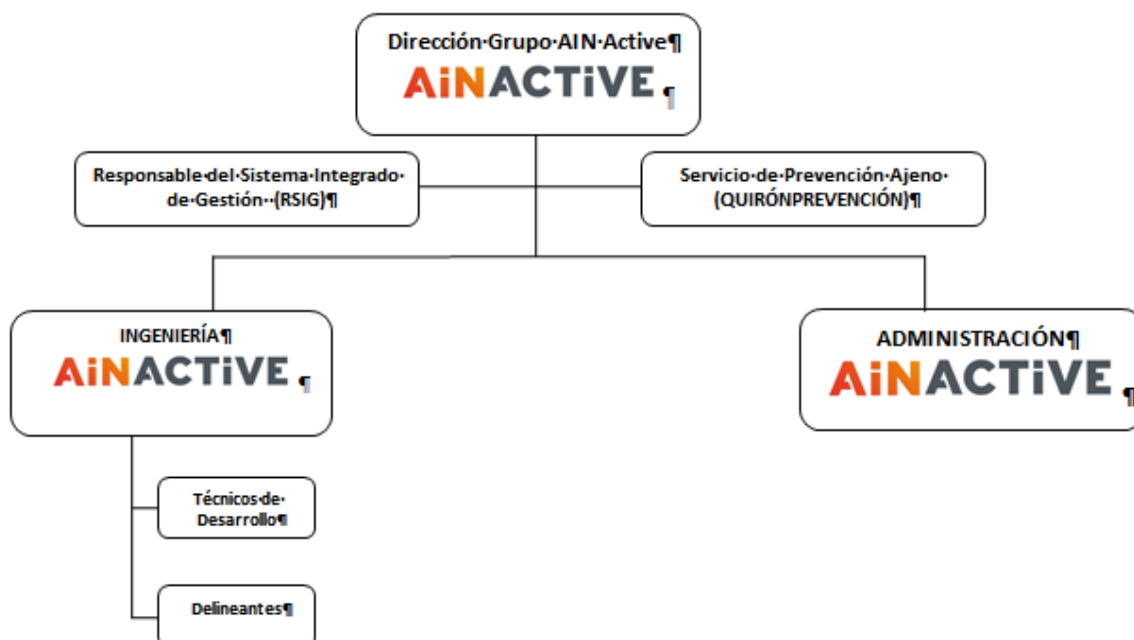 Dirección·Grupo·AIN·Active¶
AiNACTiVE ¶
Responsable·del·Sistema·Integrado·
de·Gestión··(RSIG)¶
Servicio·de·Prevención·Ajeno·
(QUIRÓNPREVENCIÓN)¶
INGENIERÍA¶
AiNACTiVE ¶
ADMINISTRACIÓN¶
AiNACTiVE ¶
Técnicos·de·
Desarrollo¶
Delineantes¶